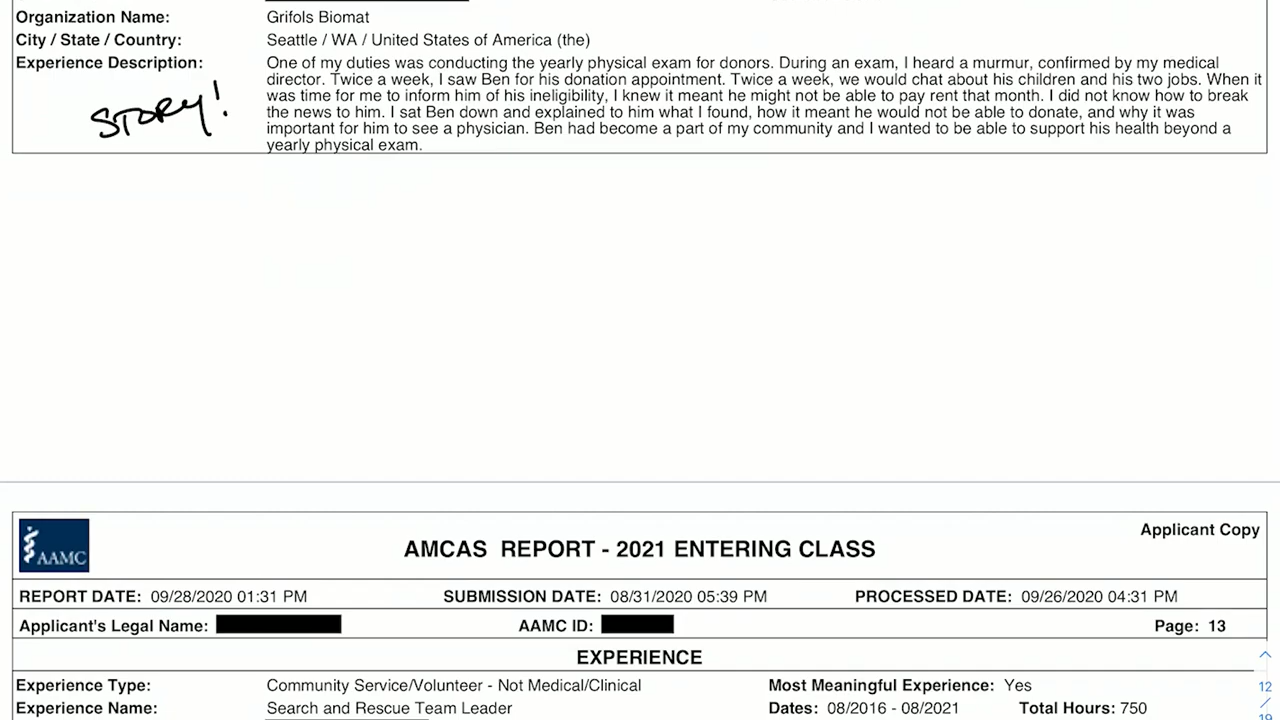 Organization Name: Grifols Biomat
City / State / Country: Seattle / WA / United States of America (the)
Experience Description: One of my duties was conducting the yearly physical exam for donors. During an exam, I heard a murmur, confirmed by my medical
director. Twice a week, I saw Ben for his donation appointment. Twice a week, we would chat about his children and his two jobs. When it
was time for me to inform him of his ineligibility, I knew it meant he might not be able to pay rent that month. I did not know how to break
the news to him. I sat Ben down and explained to him what I found, how it meant he would not be able to donate, and why it was
important for him to see a physician. Ben had become a part of my community and I wanted to be able to support his health beyond a
yearly physical exam.
STORY!
AAMC
AMCAS REPORT - 2021 ENTERING CLASS
Applicant Copy
REPORT DATE: 09/28/2020 01:31 PM SUBMISSION DATE: 08/31/2020 05:39 PM PROCESSED DATE: 09/26/2020 04:31 PM
Applicant's Legal Name: AAMC ID: Page: 13
EXPERIENCE
Experience Type: Community Service/Volunteer - Not Medical/Clinical Most Meaningful Experience: Yes
Experience Name: Search and Rescue Team Leader Dates: 08/2016 - 08/2021 Total Hours: 750
12
/